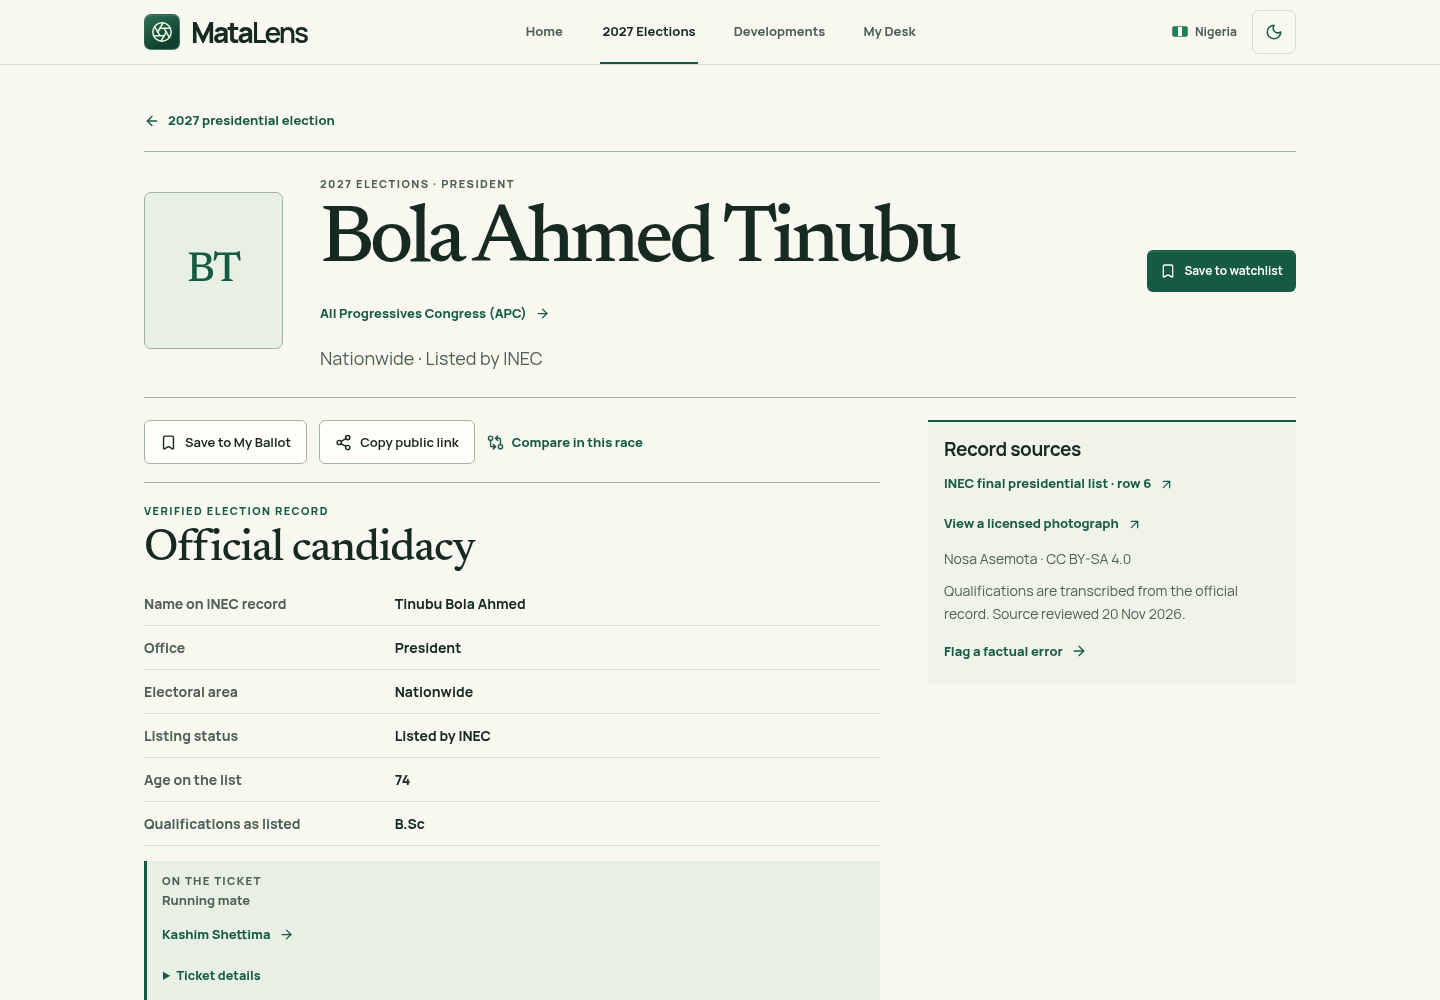 MataLens
Home
2027 Elections
Developments
My Desk
Nigeria
2027 presidential election
BT
2027 ELECTIONS · PRESIDENT
Bola Ahmed Tinubu
All Progressives Congress (APC)
Nationwide · Listed by INEC
Save to watchlist
Save to My Ballot
Copy public link
Compare in this race
VERIFIED ELECTION RECORD
Official candidacy
Name on INEC record
Tinubu Bola Ahmed
Office
President
Electoral area
Nationwide
Listing status
Listed by INEC
Age on the list
74
Qualifications as listed
B.Sc
ON THE TICKET
Running mate
Kashim Shettima
Ticket details
Record sources
INEC final presidential list · row 6
View a licensed photograph
Nosa Asemota · CC BY-SA 4.0
Qualifications are transcribed from the official
record. Source reviewed 20 Nov 2026.
Flag a factual error